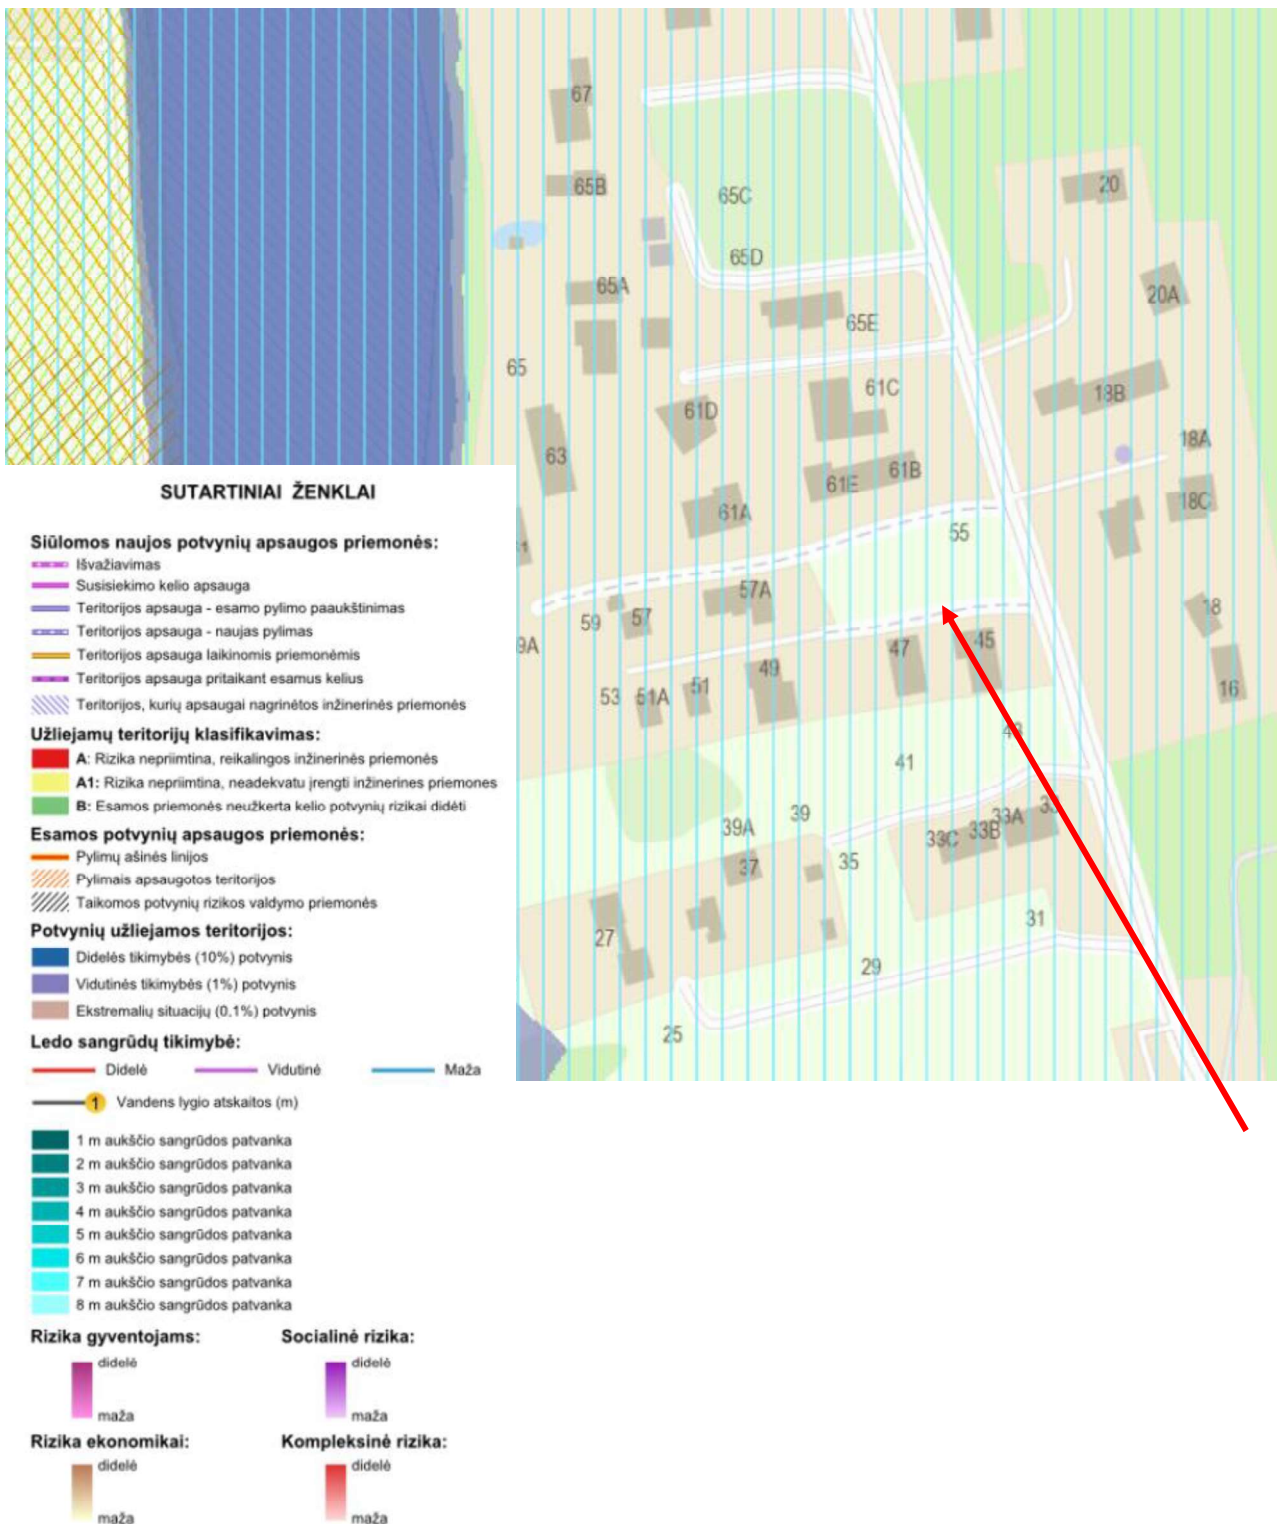 67
65B
65C
20
65D
65A
20A
65E
65
61C
18B
61D
18A
63
61E
61B
18C
61A
55
57A
59
57
18
9A
47
45
49
51
53
51A
16
43
41
39
39A
33A
33B
33C
37
35
31
27
29
25
SUTARTINIAI ŽENKLAI
Siūlomos naujos potvynių apsaugos priemonės:
Išvažiavimas
Susisiekimo kelio apsauga
Teritorijos apsauga - esamo pylimo paaukštinimas
Teritorijos apsauga - naujas pylimas
Teritorijos apsauga laikinomis priemonėmis
Teritorijos apsauga pritaikant esamus kelius
Teritorijos, kurių apsaugai nagrinėtos inžinerinės priemonės
Užliejamų teritorijų klasifikavimas:
A: Rizika nepriimtina, reikalingos inžinerinės priemonės
A1: Rizika nepriimtina, neadekvatu įrengti inžinerines priemones
B: Esamos priemonės neužkerta kelio potvynių rizikai didėti
Esamos potvynių apsaugos priemonės:
Pylimų ašinės linijos
Pylimais apsaugotos teritorijos
Taikomos potvynių rizikos valdymo priemonės
Potvynių užliejamos teritorijos:
Didelės tikimybės (10%) potvynis
Vidutinės tikimybės (1%) potvynis
Ekstremalių situacijų (0,1%) potvynis
Ledo sangrūdų tikimybė:
Didelė Vidutinė Maža
1 Vandens lygio atskaitos (m)
1 m aukščio sangrūdos patvanka
2 m aukščio sangrūdos patvanka
3 m aukščio sangrūdos patvanka
4 m aukščio sangrūdos patvanka
5 m aukščio sangrūdos patvanka
6 m aukščio sangrūdos patvanka
7 m aukščio sangrūdos patvanka
8 m aukščio sangrūdos patvanka
Rizika gyventojams: Socialinė rizika:
didelė didelė
maža maža
Rizika ekonomikai: Kompleksinė rizika:
didelė didelė
maža maža